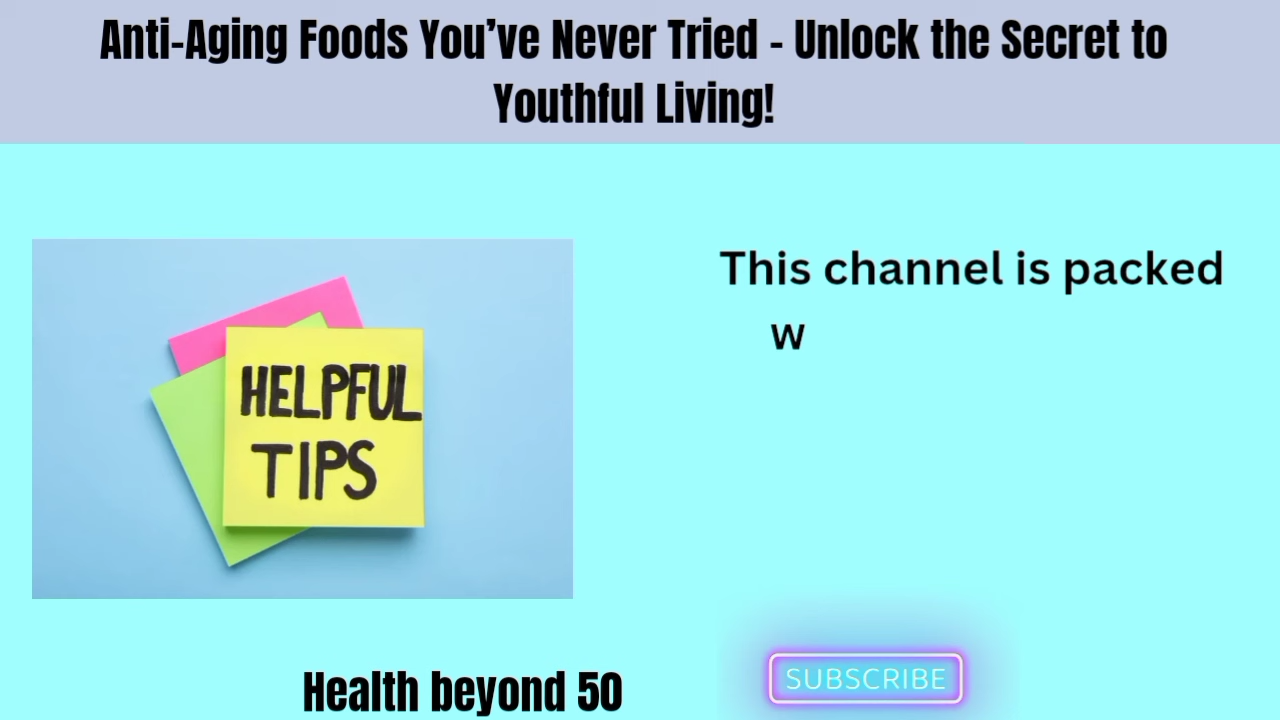 Anti-Aging Foods You’ve Never Tried - Unlock the Secret to
Youthful Living!
This channel is packed
w
HELPFUL
TIPS
Health beyond 50
SUBSCRIBE